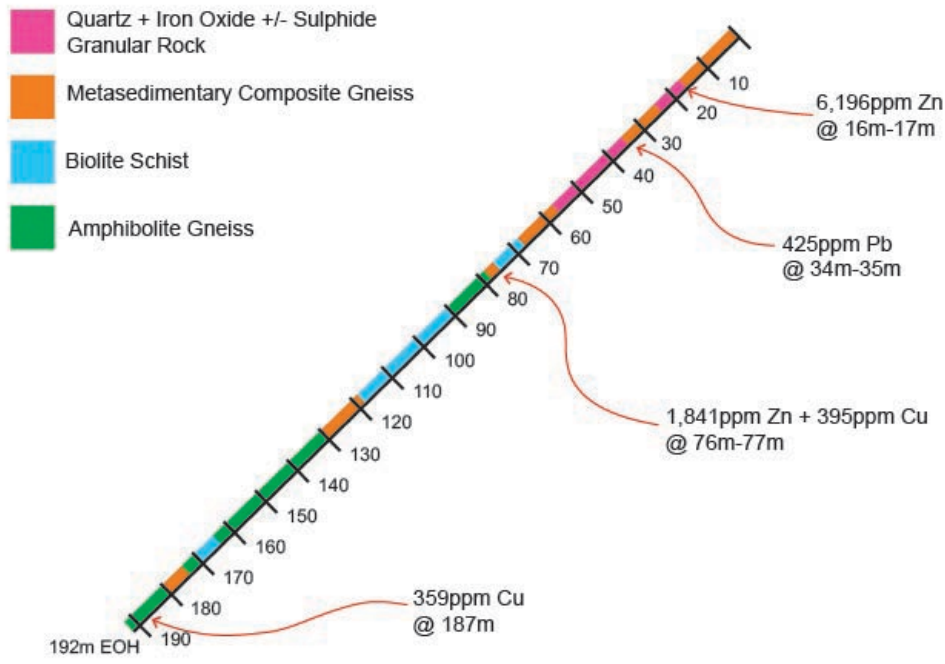 Quartz + Iron Oxide +/- Sulphide
Granular Rock
Metasedimentary Composite Gneiss
Biolite Schist
Amphibolite Gneiss
10
20
30
40
50
60
70
80
90
100
110
120
130
140
150
160
170
180
190
192m EOH
6,196ppm Zn
@ 16m-17m
425ppm Pb
@ 34m-35m
1,841ppm Zn + 395ppm Cu
@ 76m-77m
359ppm Cu
@ 187m